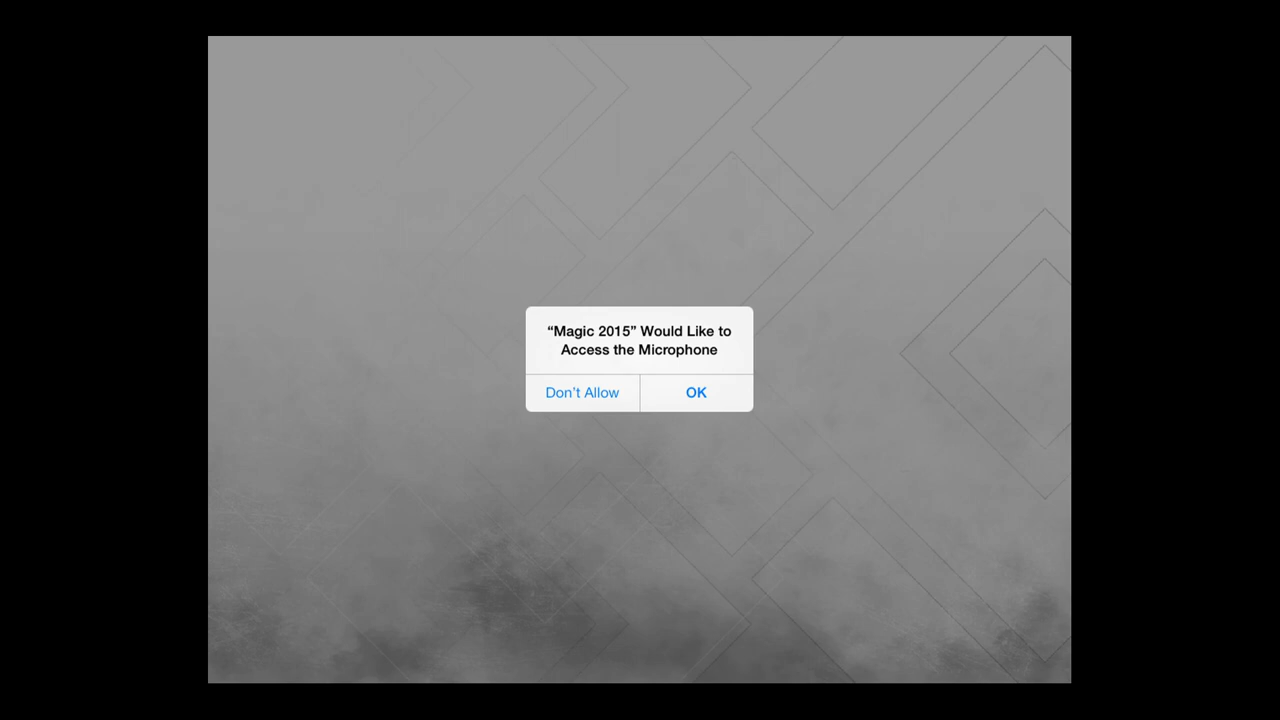 “Magic 2015” Would Like to
Access the Microphone
Don’t Allow
OK